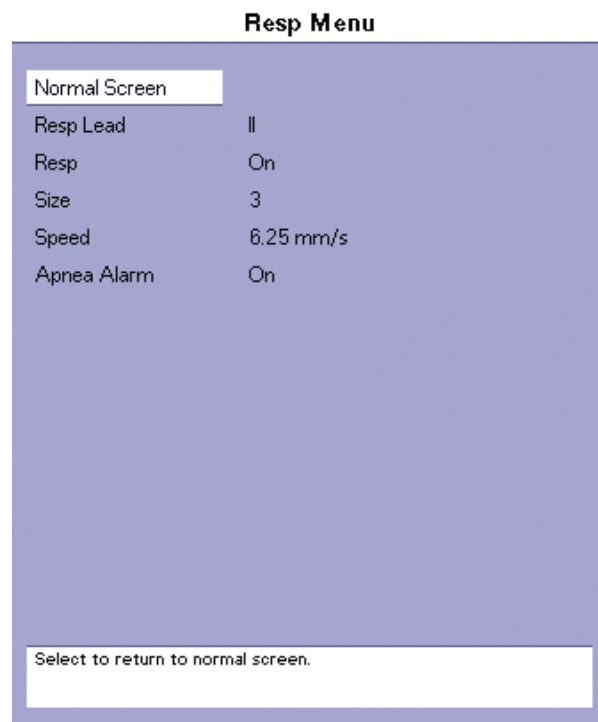 Resp Menu
Normal Screen
Resp Lead II
Resp On
Size 3
Speed 6.25 mm/s
Apnea Alarm On
Select to return to normal screen.